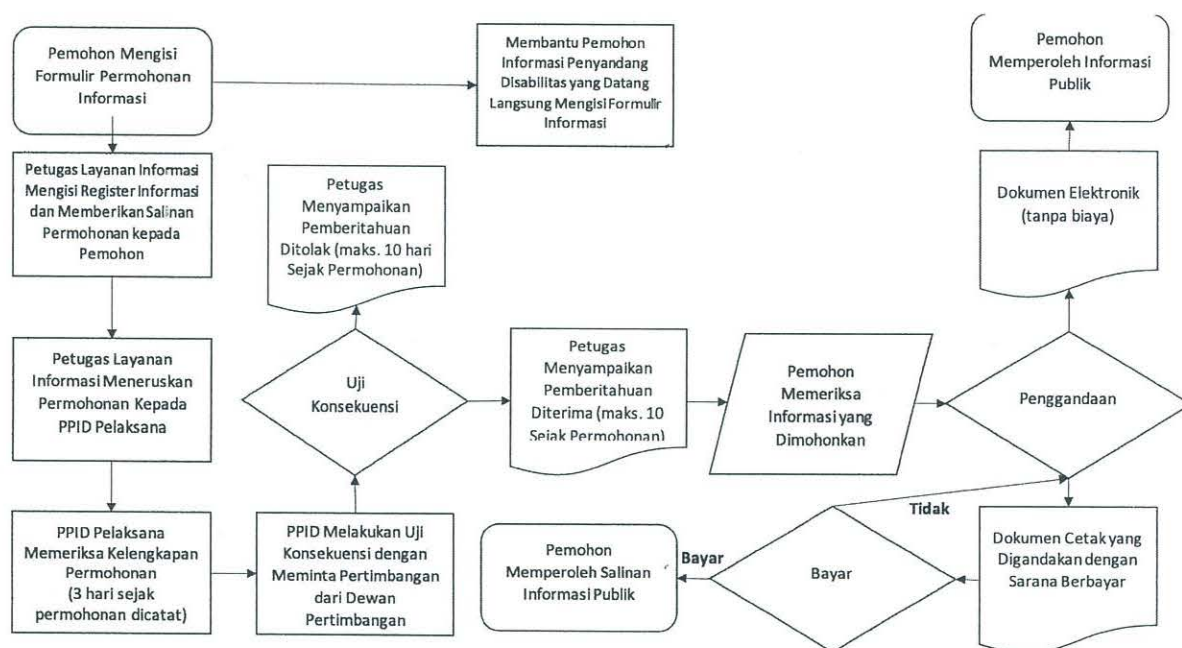 Pemohon Mengisi
Formulir Permohonan
Informasi
Membantu Pemohon
Informasi Penyandang
Disabilitas yang Datang
Langsung Mengisi Formulir
Informasi
Petugas Layanan Informasi
Mengisi Register Informasi
dan Memberikan Salinan
Permohonan kepada
Pemohon
Petugas Layanan
Informasi Meneruskan
Permohonan Kepada
PPID Pelaksana
PPID Pelaksana
Memeriksa Kelengkapan
Permohonan
(3 hari sejak
permohonan dicatat)
PPID Melakukan Uji
Konsekuensi dengan
Meminta Pertimbangan
dari Dewan
Pertimbangan
Uji
Konsekuensi
Petugas
Menyampaikan
Pemberitahuan
Ditolak (maks. 10 hari
Sejak Permohonan)
Petugas
Menyampaikan
Pemberitahuan
Diterima (maks. 10
Sejak Permohonan)
Pemohon
Memeriksa
Informasi yang
Dimohonkan
Penggandaan
Dokumen Elektronik
(tanpa biaya)
Pemohon
Memperoleh Informasi
Publik
Dokumen Cetak yang
Digandakan dengan
Sarana Berbayar
Bayar
Tidak
Bayar
Pemohon
Memperoleh Salinan
Informasi Publik